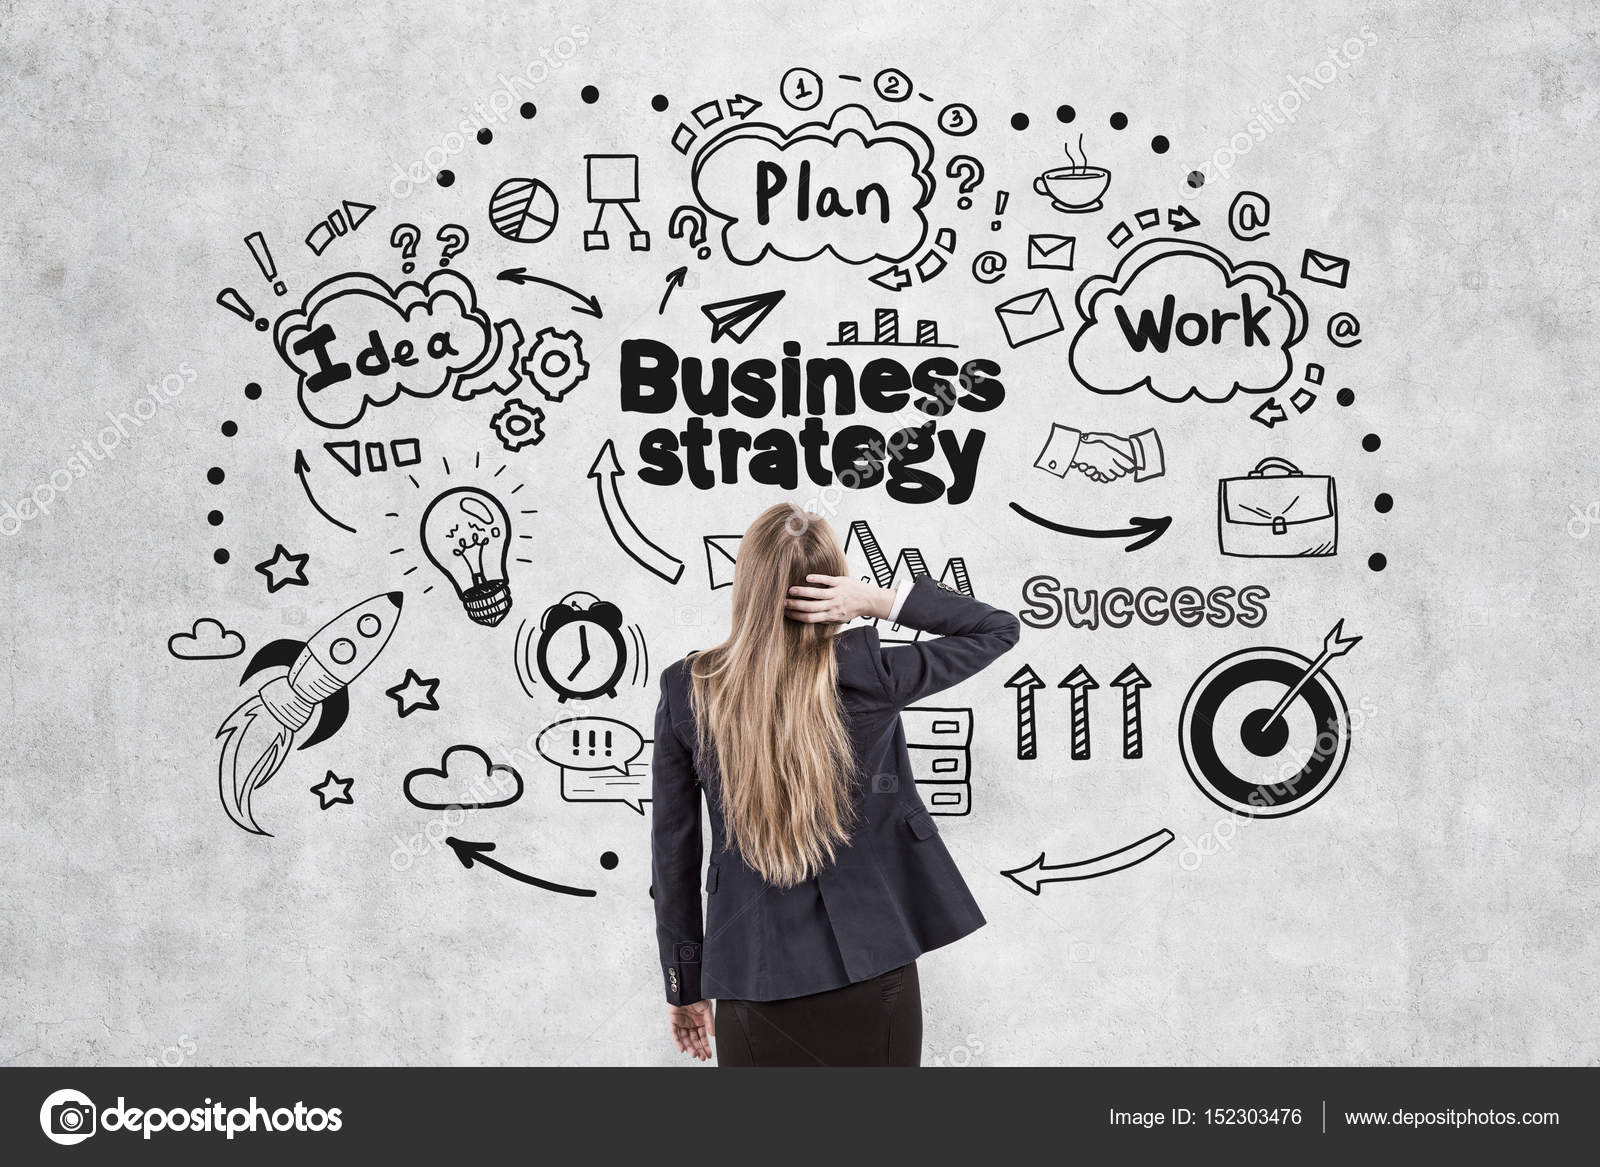 1
2
3
Plan
Idea
Work
Business
strategy
Success
!!!
depositphotos
Image ID: 152303476
www.depositphotos.com